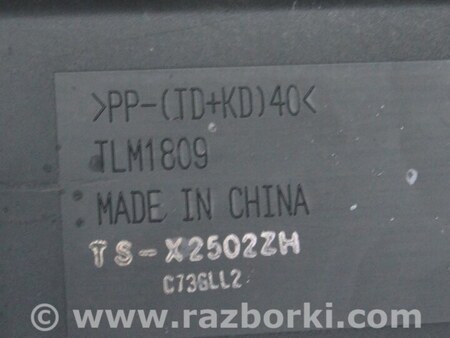 >PP-(TD+KD)40<
TLM1809
MADE IN CHINA
TS-X2502ZH
C73GLL2
© www.razborki.com